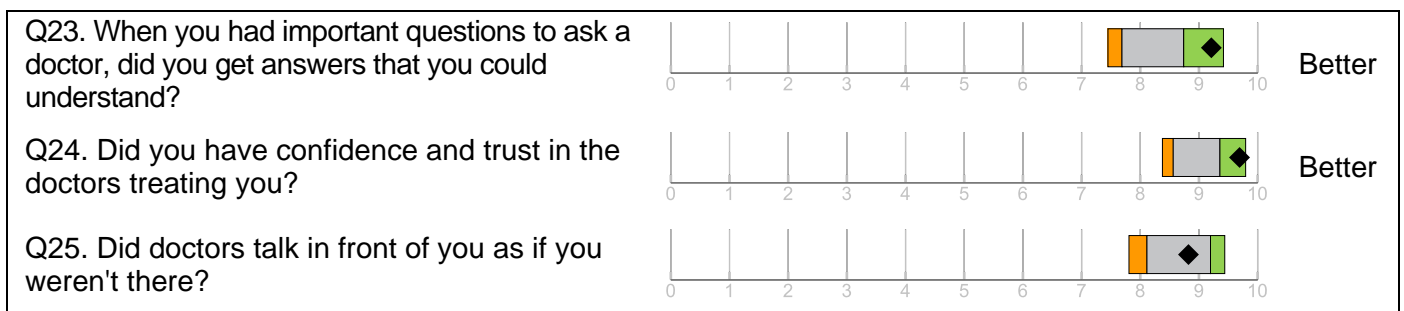 Q23. When you had important questions to ask a
doctor, did you get answers that you could
understand?
0 1 2 3 4 5 6 7 8 9 10
Better
Q24. Did you have confidence and trust in the
doctors treating you?
0 1 2 3 4 5 6 7 8 9 10
Better
Q25. Did doctors talk in front of you as if you
weren't there?
0 1 2 3 4 5 6 7 8 9 10